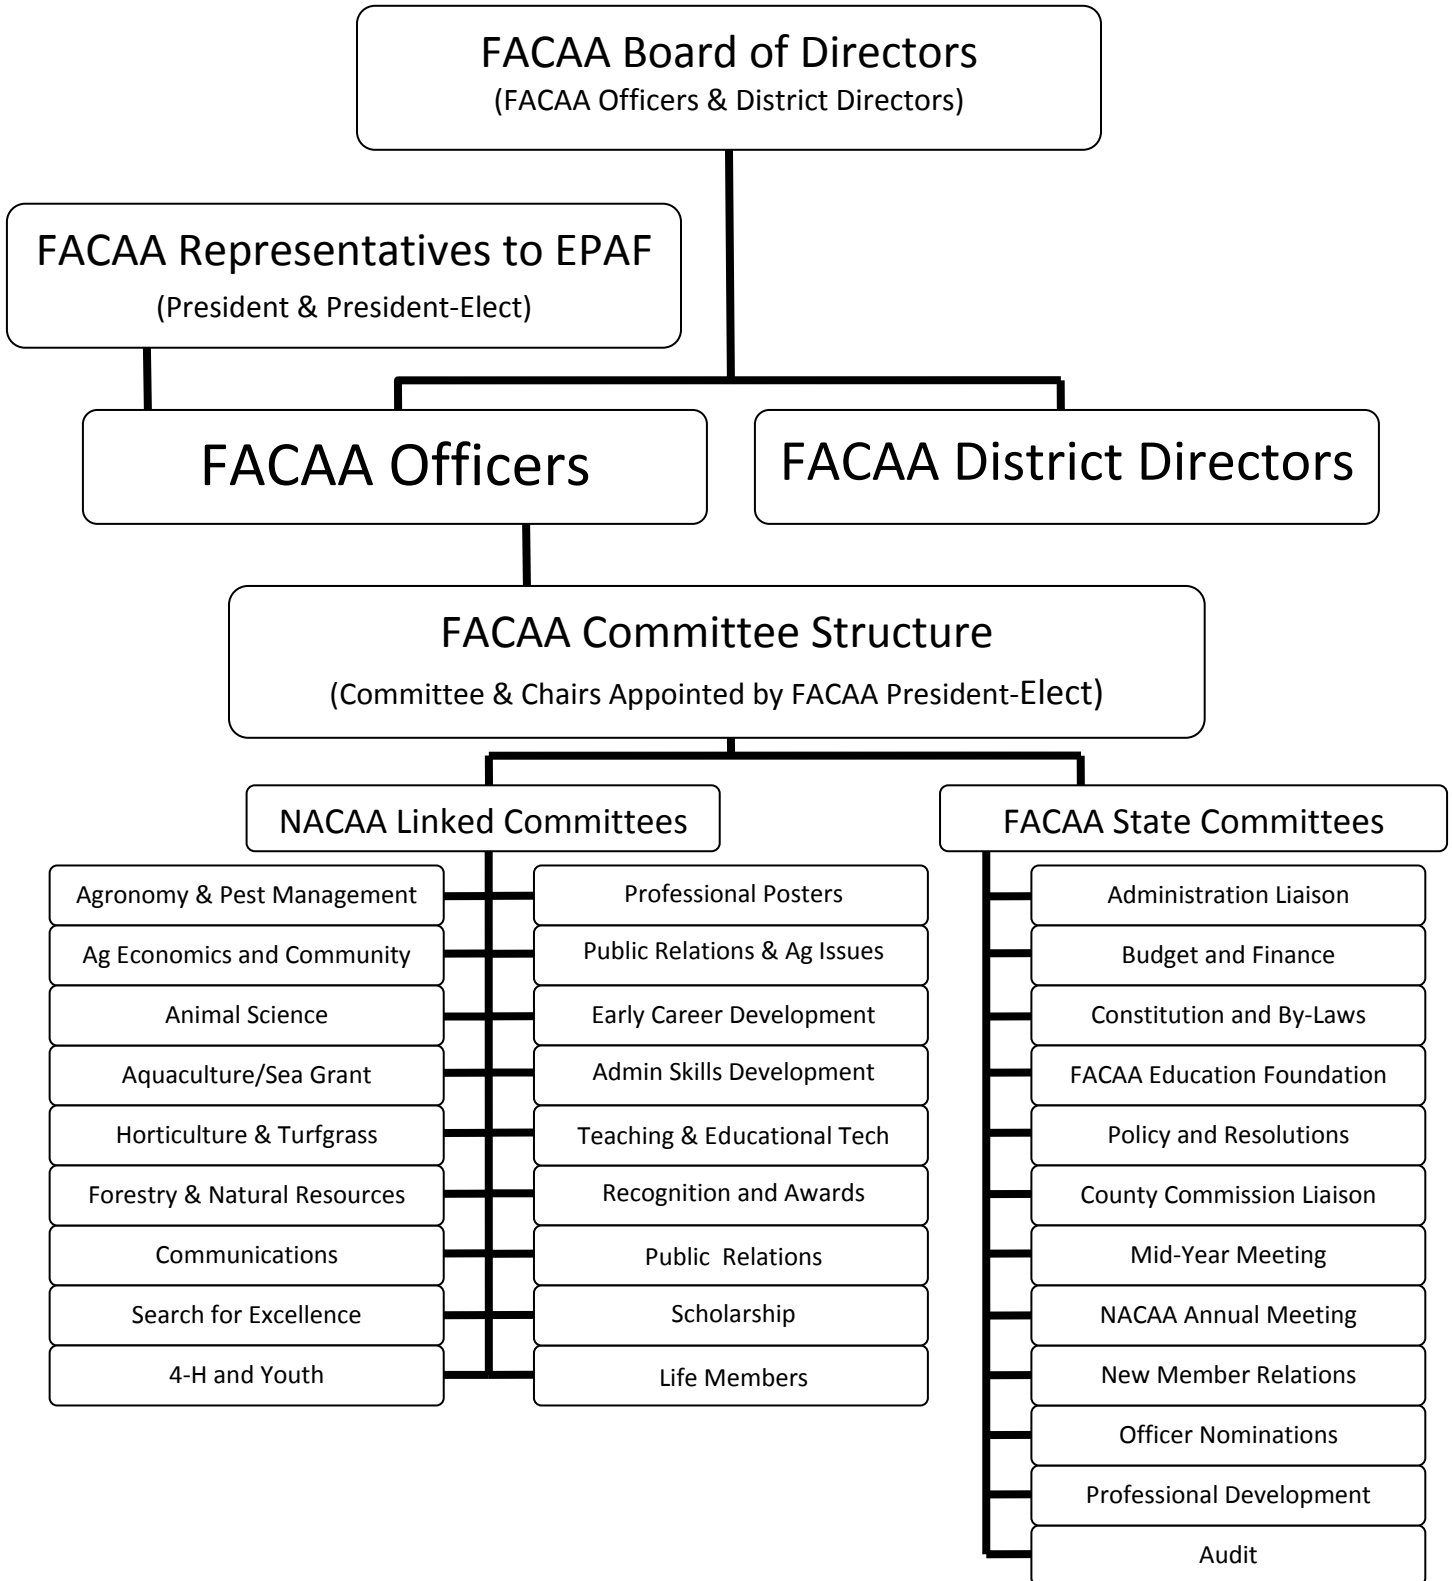 FACAA Board of Directors
(FACAA Officers & District Directors)
FACAA Representatives to EPAF
(President & President-Elect)
FACAA Officers
FACAA District Directors
FACAA Committee Structure
(Committee & Chairs Appointed by FACAA President-Elect)
NACAA Linked Committees
Agronomy & Pest Management
Ag Economics and Community
Animal Science
Aquaculture/Sea Grant
Horticulture & Turfgrass
Forestry & Natural Resources
Communications
Search for Excellence
4-H and Youth
Professional Posters
Public Relations & Ag Issues
Early Career Development
Admin Skills Development
Teaching & Educational Tech
Recognition and Awards
Public  Relations
Scholarship
Life Members
FACAA State Committees
Administration Liaison
Budget and Finance
Constitution and By-Laws
FACAA Education Foundation
Policy and Resolutions
County Commission Liaison
Mid-Year Meeting
NACAA Annual Meeting
New Member Relations
Officer Nominations
Professional Development
Audit